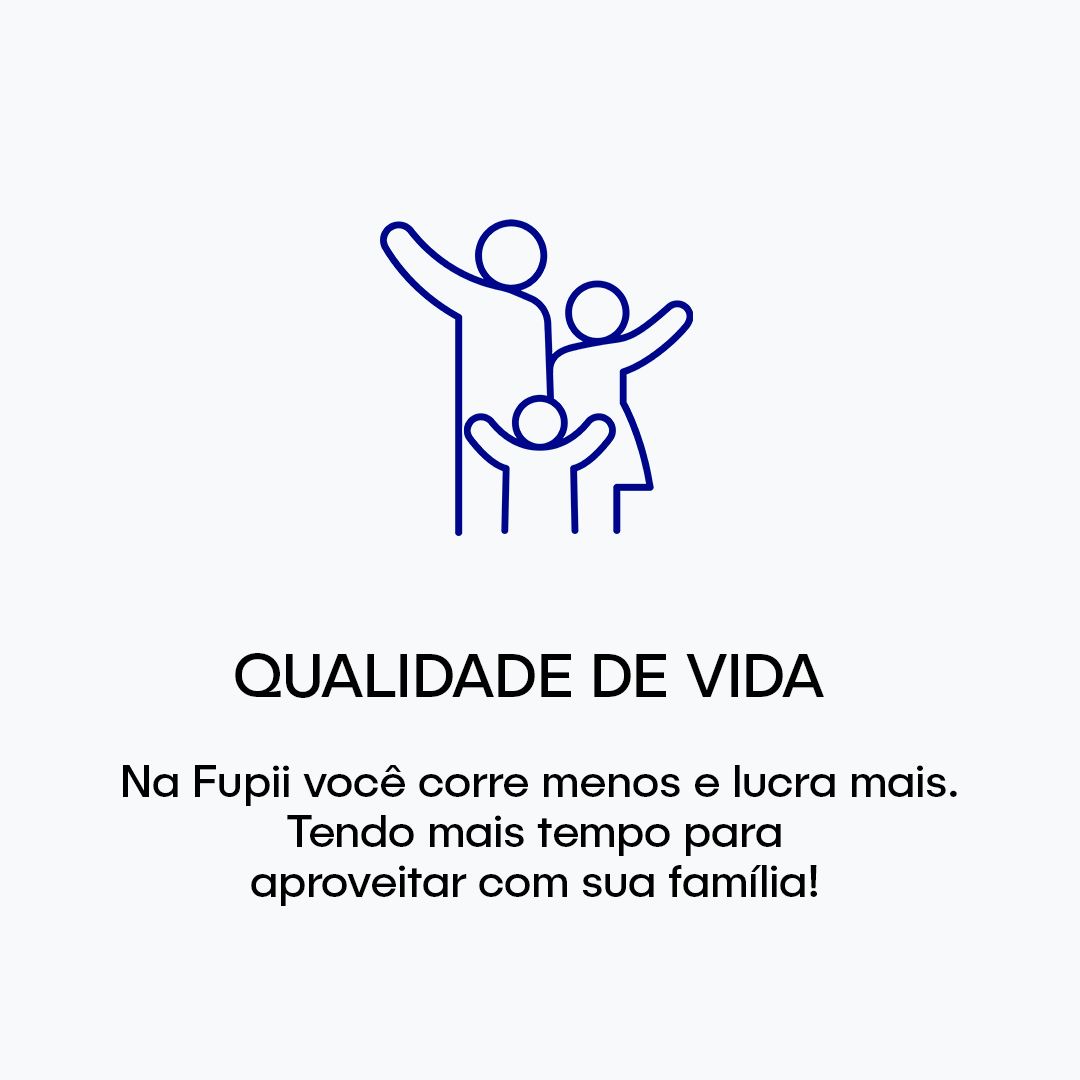 QUALIDADE DE VIDA
Na Fupii você corre menos e lucra mais.
Tendo mais tempo para
aproveitar com sua família!